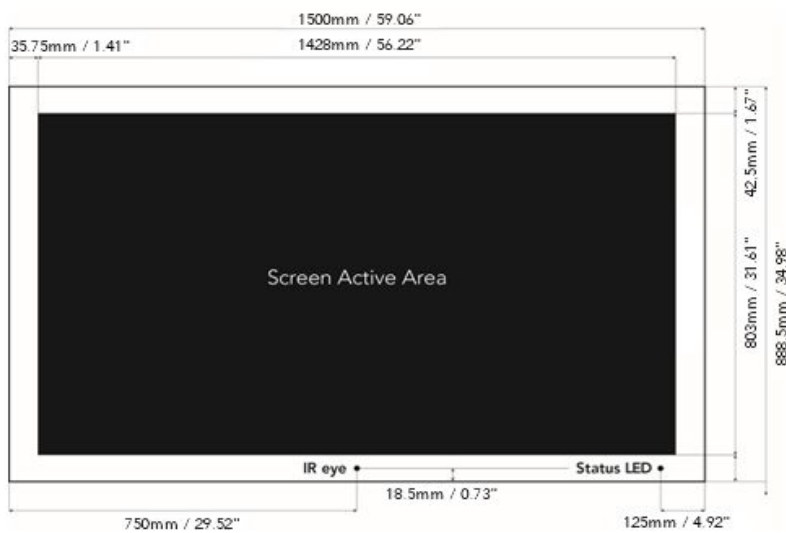 1500mm / 59.06"
35.75mm / 1.41"
1428mm / 56.22"
42.5mm / 1.67"
Screen Active Area
803mm / 31.61"
888.5mm / 34.98"
IR eye
Status LED
18.5mm / 0.73"
750mm / 29.52"
125mm / 4.92"